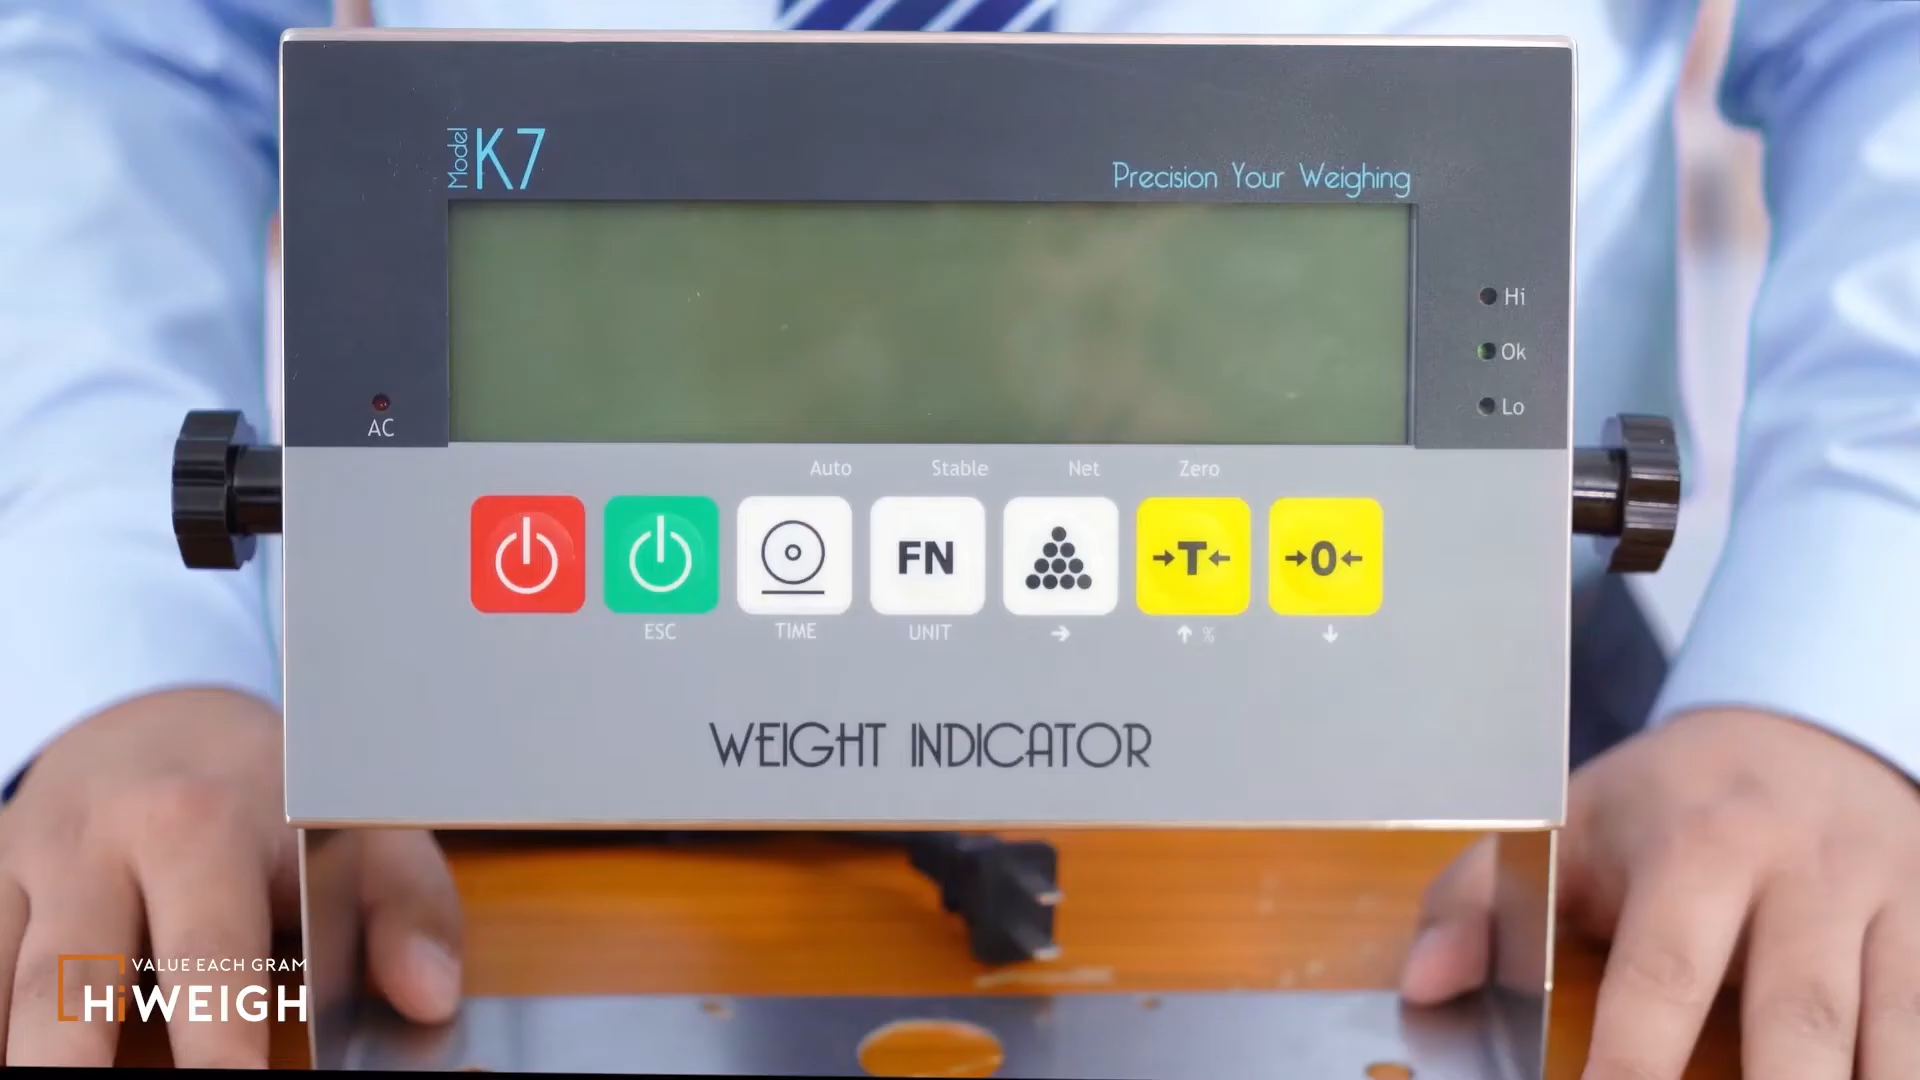 Model K7
Precision Your Weighing
Hi
Ok
Lo
AC
Auto Stable Net Zero
FN →T← →0←
ESC TIME UNIT → ↑ % ↓
WEIGHT INDICATOR
VALUE EACH GRAM
HiWEIGH